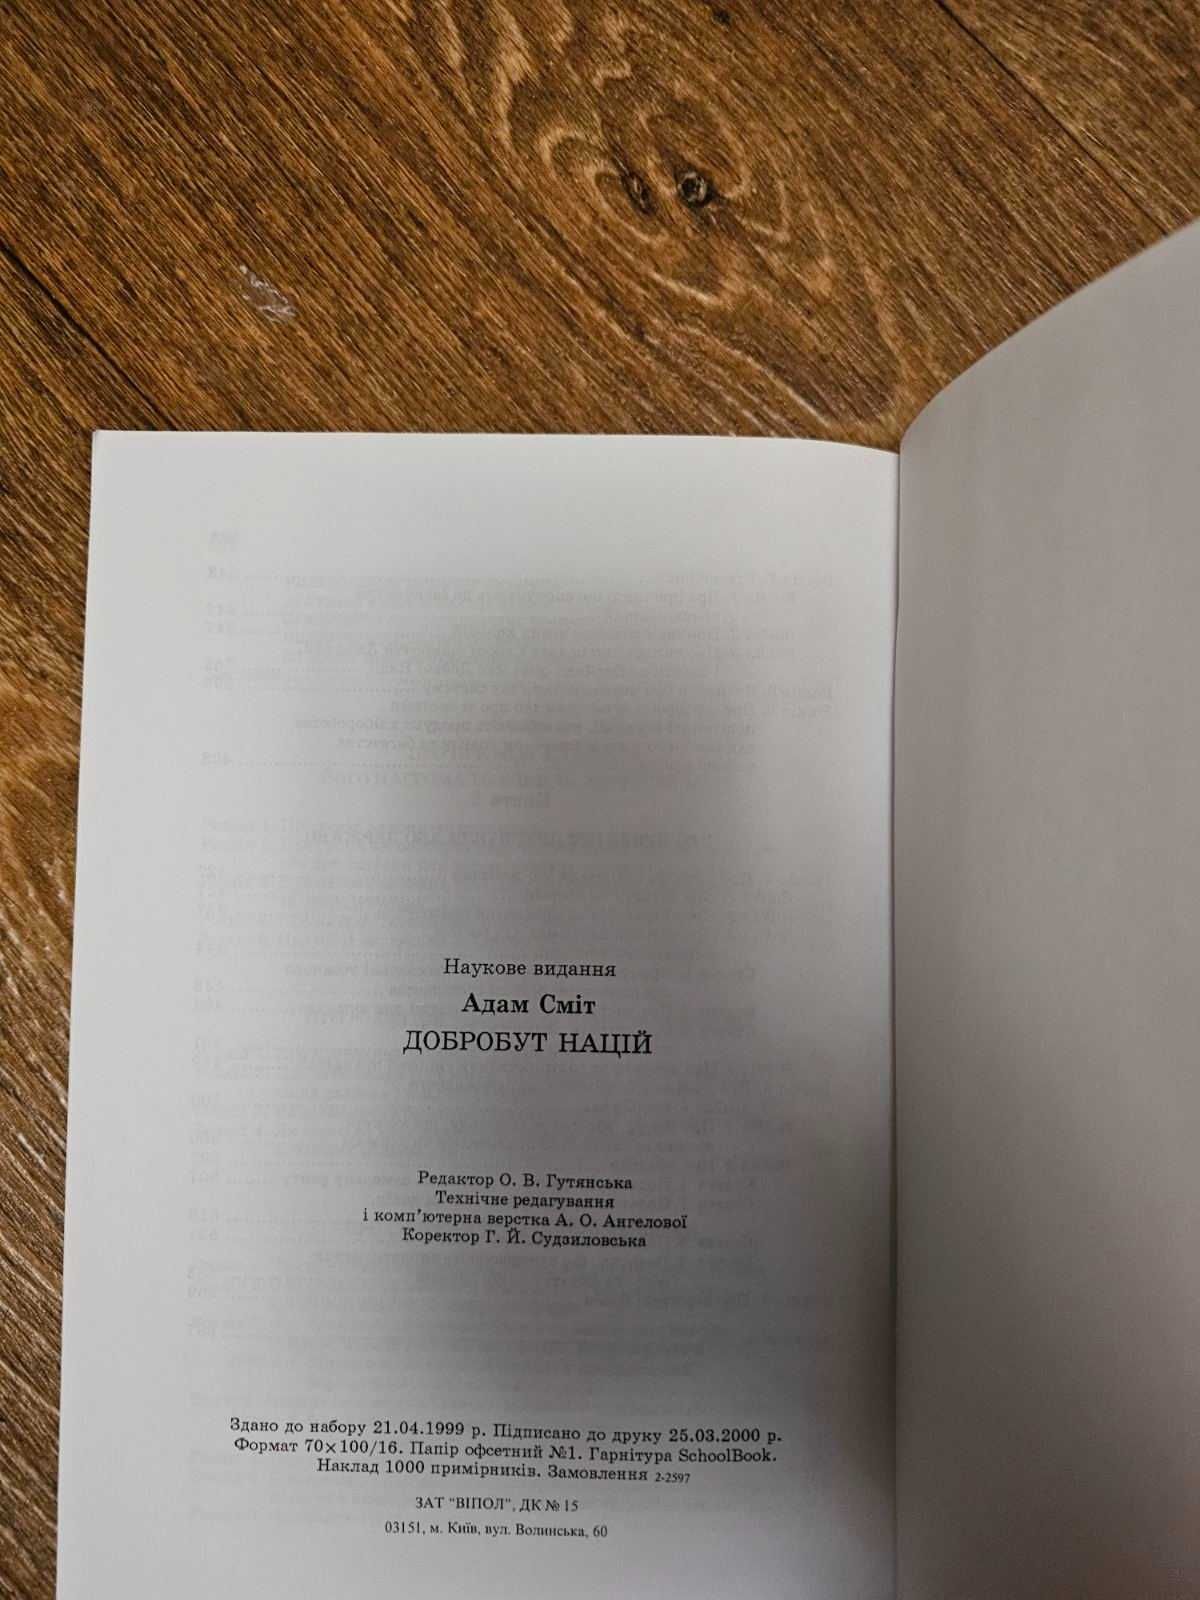 Наукове видання
Адам Сміт
ДОБРОБУТ НАЦІЙ
Редактор О. В. Гутянська
Технічне редагування
і комп'ютерна верстка А. О. Ангелової
Коректор Г. Й. Судзиловська
Здано до набору 21.04.1999 р. Підписано до друку 25.03.2000 р.
Формат 70×100/16. Папір офсетний №1. Гарнітура SchoolBook.
Наклад 1000 примірників. Замовлення 2-2597
ЗАТ "ВІПОЛ", ДК № 15
03151, м. Київ, вул. Волинська, 60